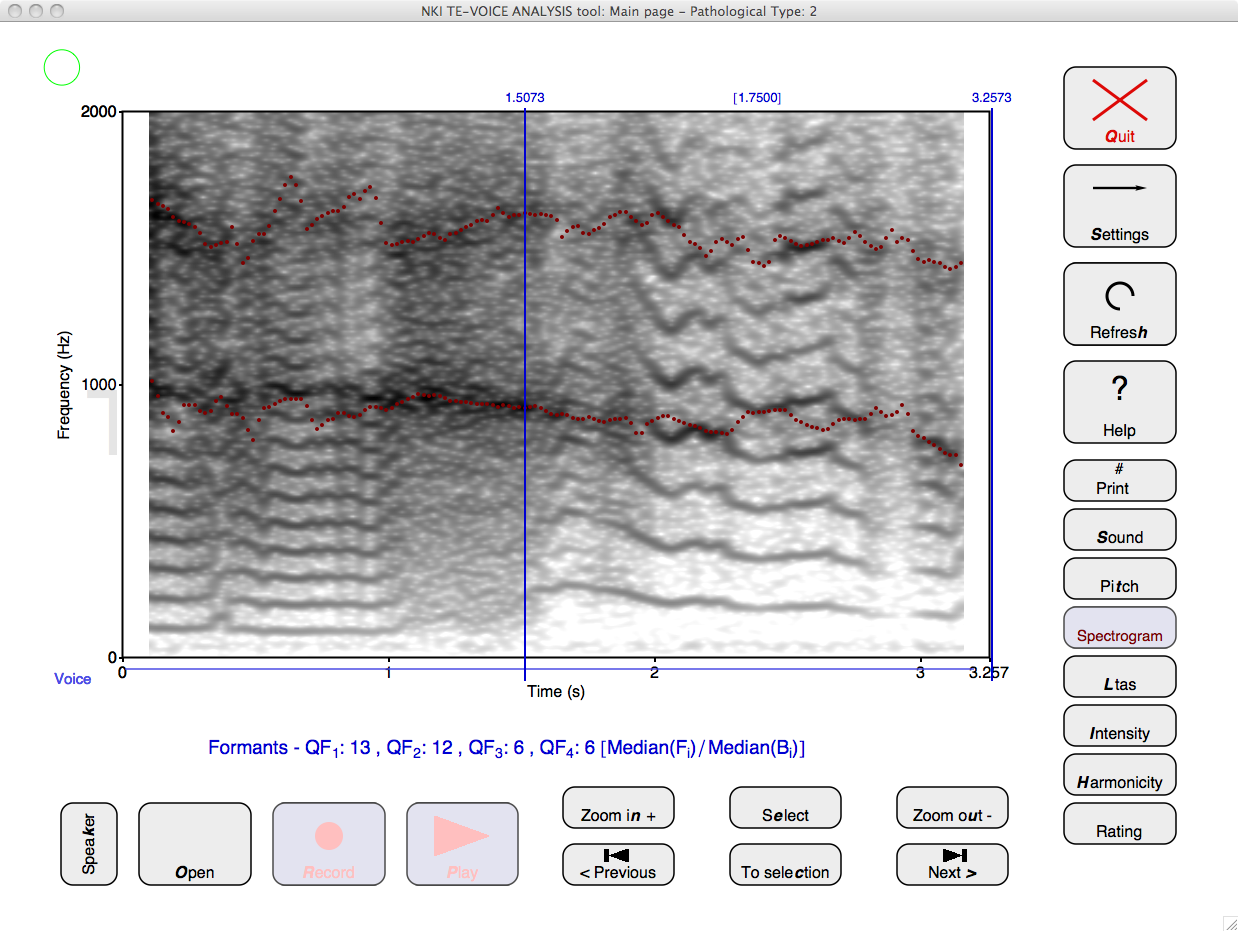 NKI TE-VOICE ANALYSIS tool: Main page – Pathological Type: 2
1.5073 [1.7500] 3.2573
2000
1000
0
Frequency (Hz)
0 1 2 3 3.257
Voice
Time (s)
Formants - QF1: 13 , QF2: 12 , QF3: 6 , QF4: 6 [Median(Fi)/Median(Bi)]
Quit
Settings
Refresh
?
Help
#
Print
Sound
Pitch
Spectrogram
Ltas
Intensity
Harmonicity
Rating
Speaker
Open
Record
Play
Zoom in +
Select
Zoom out -
< Previous
To selection
Next >